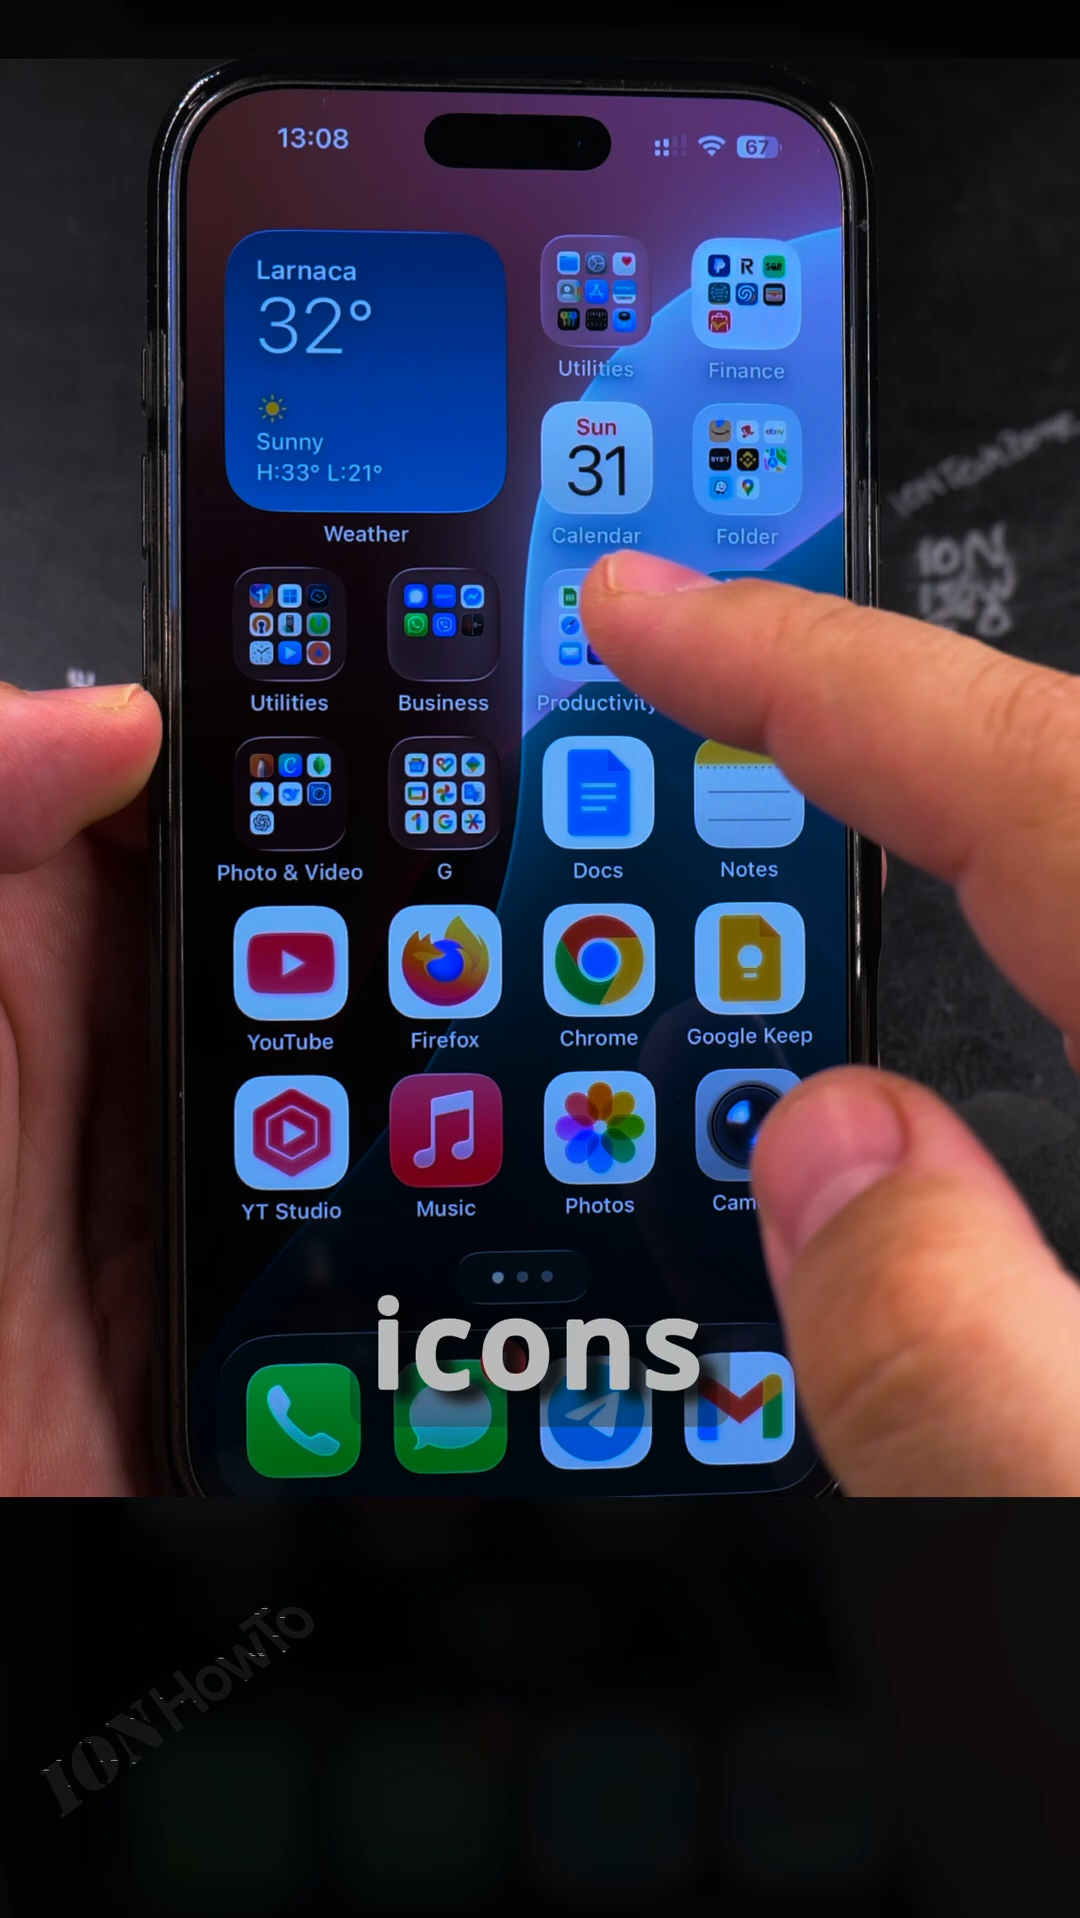 13:08
67
Larnaca
32°
Sunny
H:33° L:21°
Weather
Utilities
Finance
Sun
31
Calendar
Folder
Utilities
Business
Productivity
Photo & Video
G
Docs
Notes
YouTube
Firefox
Chrome
Google Keep
YT Studio
Music
Photos
Cam
icons
IONHowTo